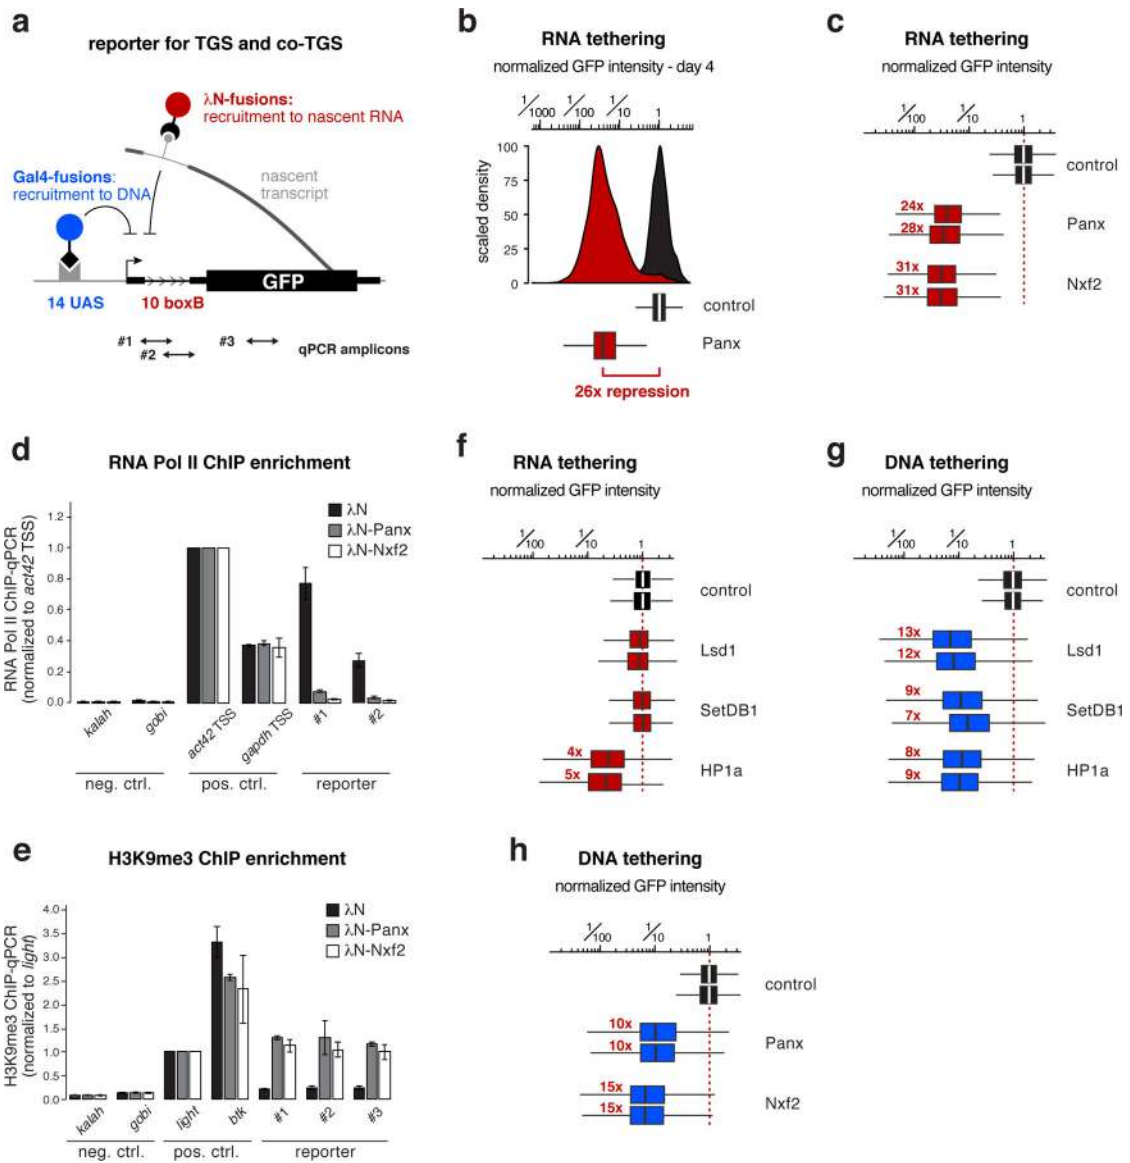 a
reporter for TGS and co-TGS
λN-fusions:
recruitment to nascent RNA
Gal4-fusions:
recruitment to DNA
nascent
transcript
GFP
14 UAS
10 boxB
#1
#2
#3
qPCR amplicons
b
RNA tethering
normalized GFP intensity - day 4
1/1000 1/100 1/10 1
scaled density
100
75
50
25
0
control
Panx
26x repression
c
RNA tethering
normalized GFP intensity
1/100 1/10 1
control
24x
28x
Panx
31x
31x
Nxf2
d
RNA Pol II ChIP enrichment
RNA Pol II ChIP-qPCR
(normalized to act42 TSS)
1.2
1.0
0.8
0.6
0.4
0.2
0.0
λN
λN-Panx
λN-Nxf2
kalah gobi act42 TSS gapdh TSS #1 #2
neg. ctrl. pos. ctrl. reporter
e
H3K9me3 ChIP enrichment
H3K9me3 ChIP-qPCR
(normalized to light)
4.0
3.5
3.0
2.5
2.0
1.5
1.0
0.5
0.0
λN
λN-Panx
λN-Nxf2
kalah gobi light btk #1 #2 #3
neg. ctrl. pos. ctrl. reporter
f
RNA tethering
normalized GFP intensity
1/100 1/10 1
control
Lsd1
SetDB1
4x
5x
HP1a
g
DNA tethering
normalized GFP intensity
1/100 1/10 1
control
13x
12x
Lsd1
9x
7x
SetDB1
8x
9x
HP1a
h
DNA tethering
normalized GFP intensity
1/100 1/10 1
control
10x
10x
Panx
15x
15x
Nxf2